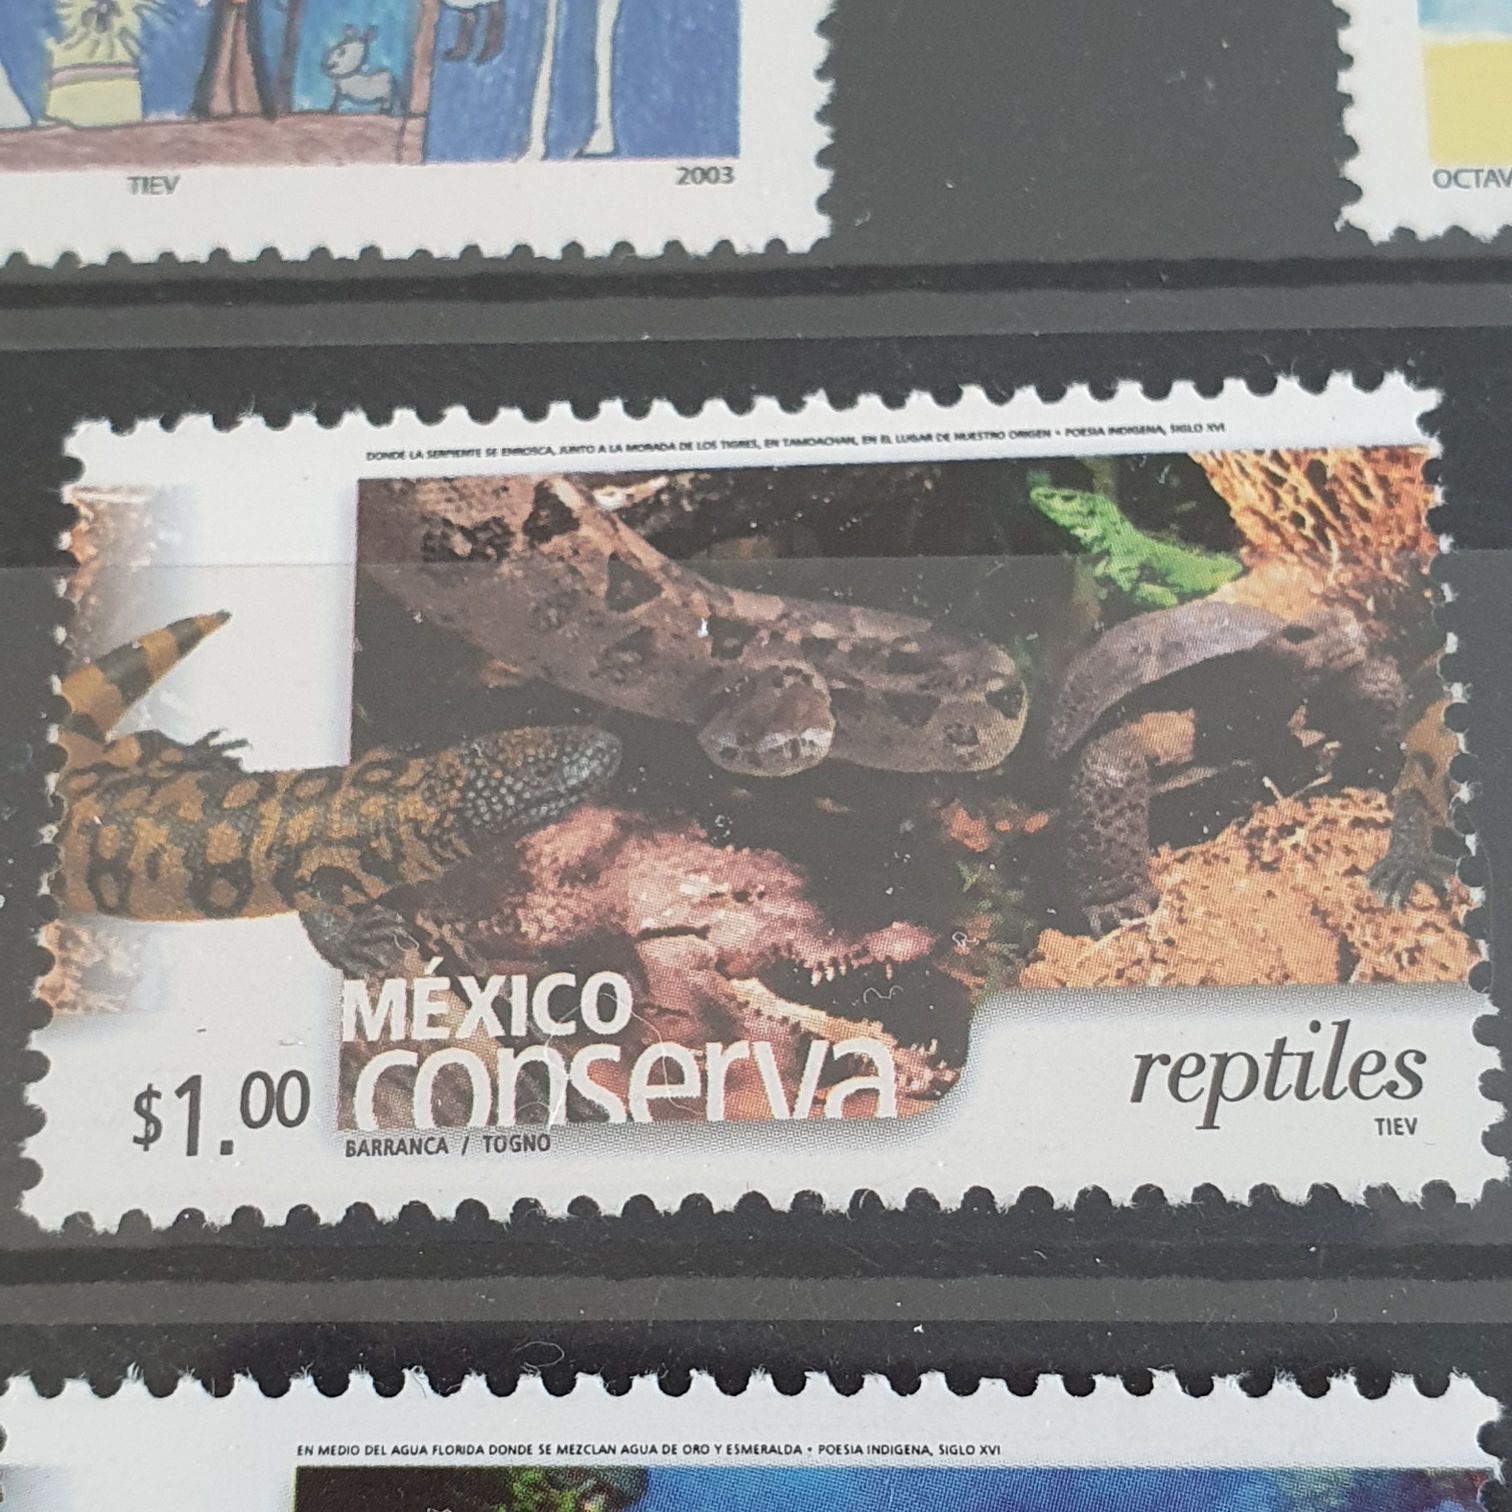 TIEV 2003
OCTAV
DONDE LA SERPIENTE SE ENROSCA, JUNTO A LA MORADA DE LOS TIGRES, EN TAMOACHAN, EN EL LUGAR DE NUESTRO ORIGEN • POESIA INDIGENA, SIGLO XVI
MÉXICO
conserva
$1.00
reptiles
BARRANCA / TOGNO
TIEV
EN MEDIO DEL AGUA FLORIDA DONDE SE MEZCLAN AGUA DE ORO Y ESMERALDA • POESIA INDIGENA, SIGLO XVI